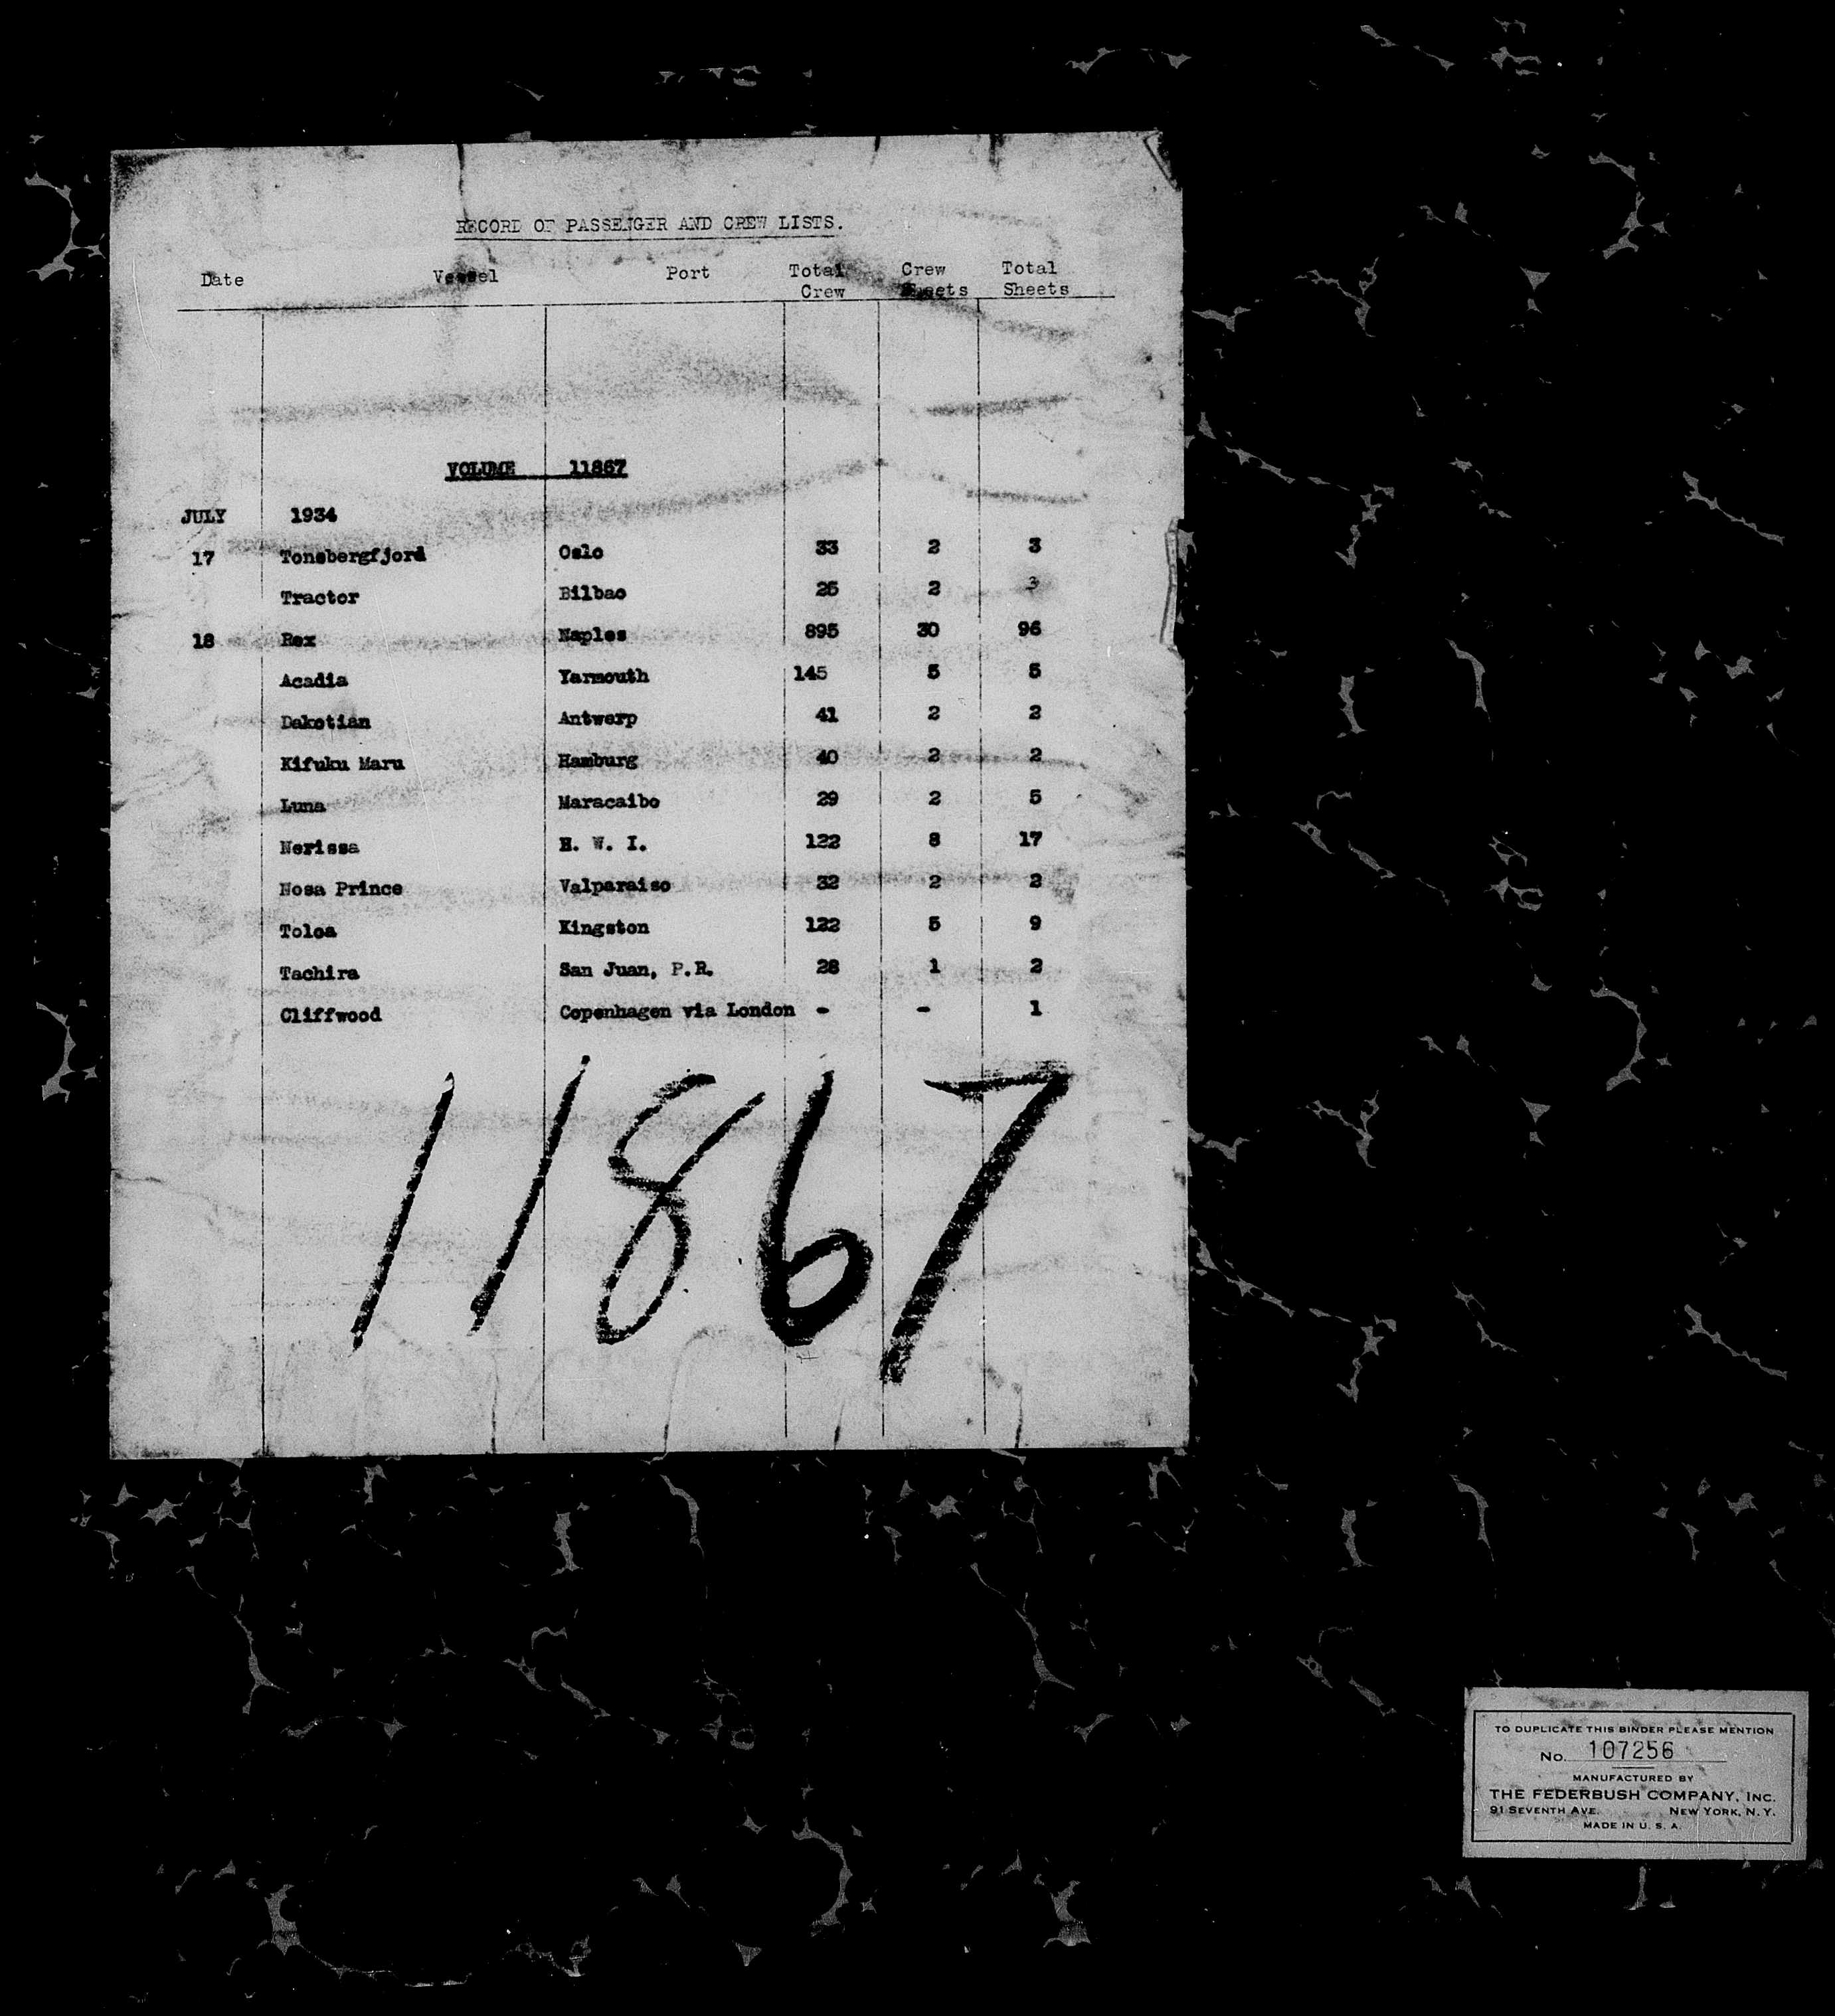 RECORD OF PASSENGER AND CREW LISTS.
Date Vessel Port Total Crew Total
Crew Sheets Sheets
VOLUME 11867
JULY 1934
17 Tonsbergfjord Oslo 33 2 3
Tractor Bilbao 25 2 3
18 Rex Naples 895 30 96
Acadia Yarmouth 145 5 5
Dakotian Antwerp 41 2 2
Kifuku Maru Hamburg 40 2 2
Luna Maracaibo 29 2 5
Nerissa B. W. I. 122 8 17
Nosa Prince Valparaiso 32 2 2
Toloa Kingston 122 5 9
Tachira San Juan, P.R. 28 1 2
Cliffwood Copenhagen via London - - 1
11867
TO DUPLICATE THIS BINDER PLEASE MENTION
No. 107256
MANUFACTURED BY
THE FEDERBUSH COMPANY, INC.
91 SEVENTH AVE. NEW YORK, N. Y.
MADE IN U. S. A.